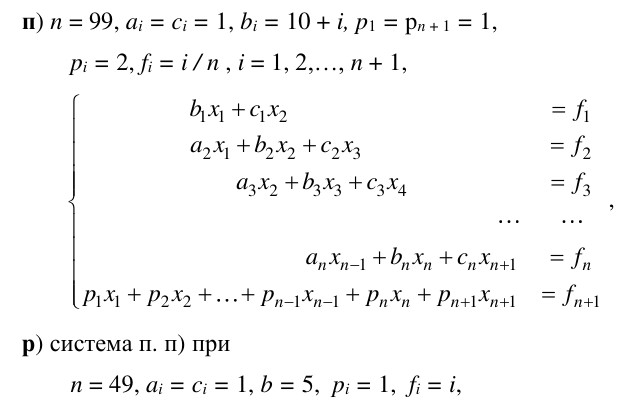 п) n = 99, aᵢ = cᵢ = 1, bᵢ = 10 + i, p₁ = pₙ₊₁ = 1,
pᵢ = 2, fᵢ = i / n , i = 1, 2,…, n + 1,
b₁x₁ + c₁x₂ = f₁
a₂x₁ + b₂x₂ + c₂x₃ = f₂
a₃x₂ + b₃x₃ + c₃x₄ = f₃
… … ,
aₙxₙ₋₁ + bₙxₙ + cₙxₙ₊₁ = fₙ
p₁x₁ + p₂x₂ + … + pₙ₋₁xₙ₋₁ + pₙxₙ + pₙ₊₁xₙ₊₁ = fₙ₊₁
р) система п. п) при
n = 49, aᵢ = cᵢ = 1, b = 5, pᵢ = 1, fᵢ = i,